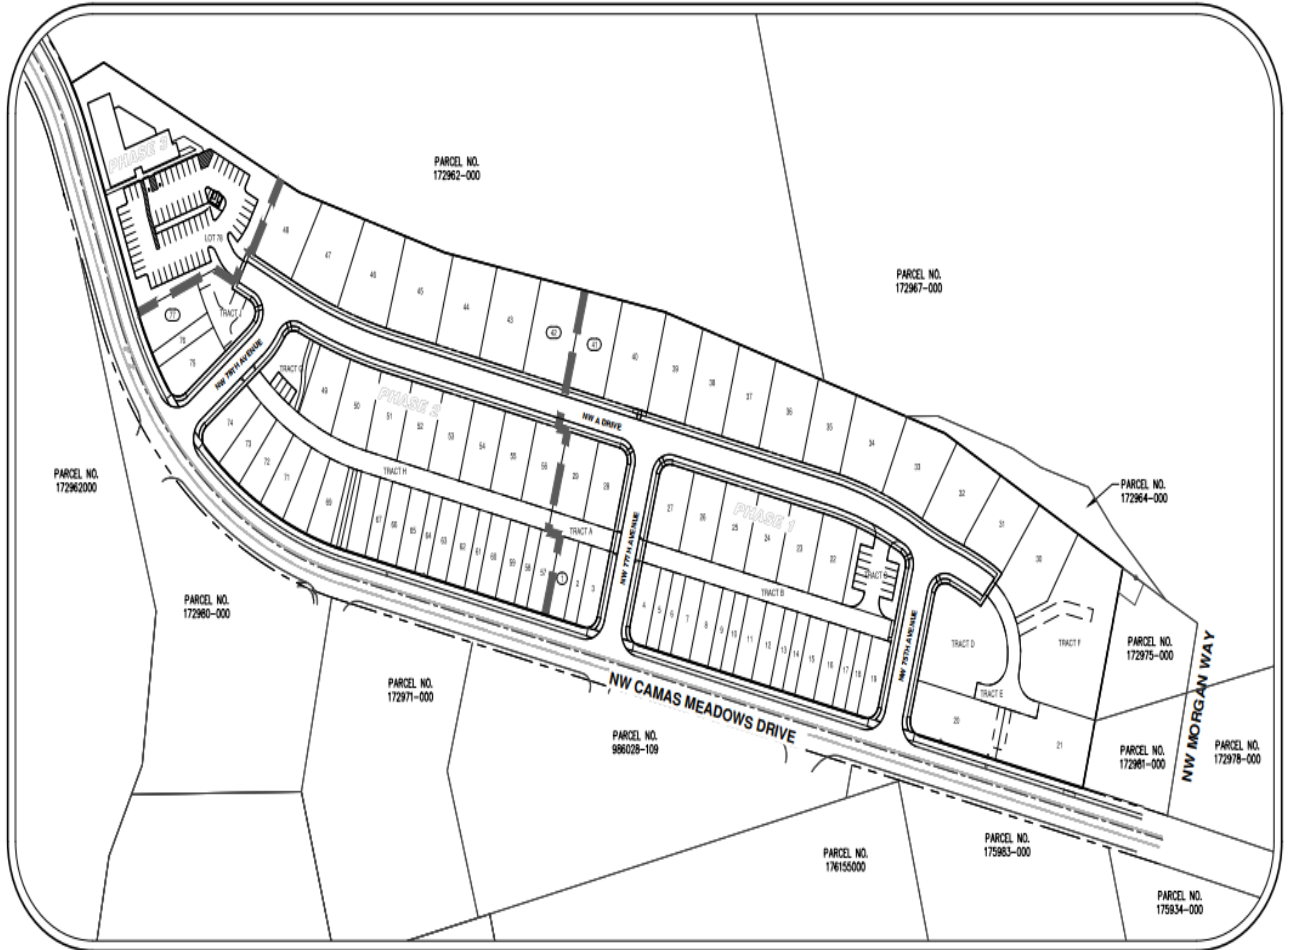 PARCEL NO.
172962-000
PHASE 3
LOT 78
PARCEL NO.
172967-000
48
47
46
45
44
43
42
41
40
39
38
37
36
35
34
33
32
31
30
77
TRACT J
76
75
NW 78TH AVENUE
TRACT G
49
50
51
52
53
54
55
56
29
28
PHASE 2
NW A DRIVE
74
73
72
71
69
TRACT H
67
66
65
64
63
62
61
60
59
58
57
1
2
3
TRACT A
NW 77TH AVENUE
27
26
25
24
23
22
PHASE 1
TRACT C
TRACT B
4
5
6
7
8
9
10
11
12
13
14
15
16
17
18
19
NW 75TH AVENUE
TRACT D
TRACT F
TRACT E
20
21
PARCEL NO.
172964-000
PARCEL NO.
172962000
PARCEL NO.
172980-000
PARCEL NO.
172975-000
NW MORGAN WAY
PARCEL NO.
172971-000
NW CAMAS MEADOWS DRIVE
PARCEL NO.
986028-109
PARCEL NO.
172981-000
PARCEL NO.
172978-000
PARCEL NO.
176155000
PARCEL NO.
175983-000
PARCEL NO.
175934-000